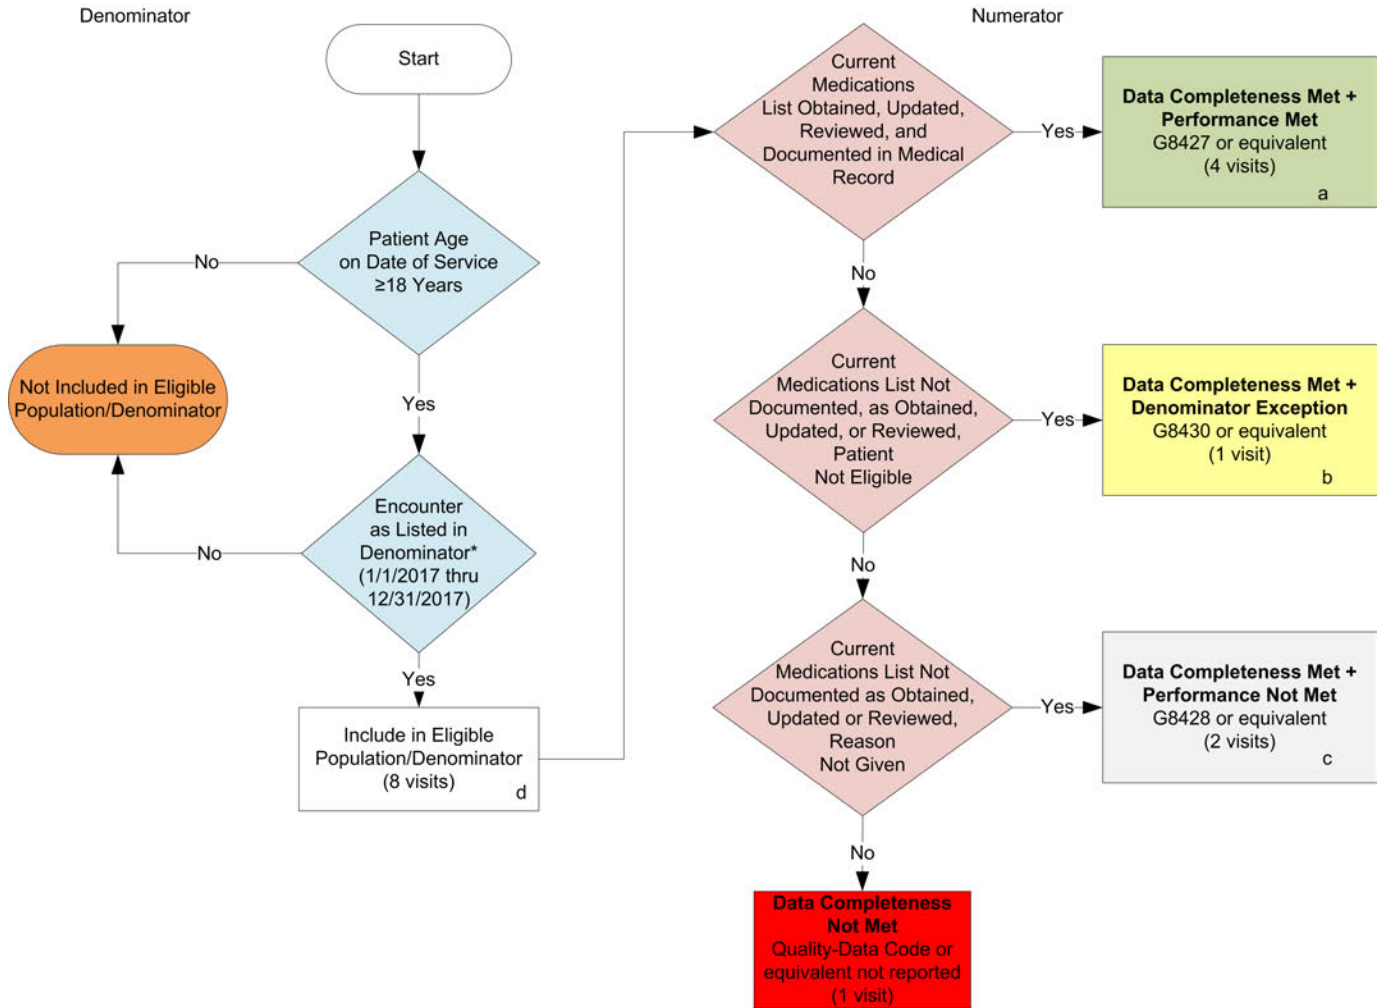 Denominator
Numerator
Start
Patient Age
on Date of Service
≥18 Years
No
Not Included in Eligible
Population/Denominator
Yes
Encounter
as Listed in
Denominator*
(1/1/2017 thru
12/31/2017)
No
Yes
Include in Eligible
Population/Denominator
(8 visits)
d
Current
Medications
List Obtained, Updated,
Reviewed, and
Documented in Medical
Record
Yes
Data Completeness Met +
Performance Met
G8427 or equivalent
(4 visits)
a
No
Current
Medications List Not
Documented, as Obtained,
Updated, or Reviewed,
Patient
Not Eligible
Yes
Data Completeness Met +
Denominator Exception
G8430 or equivalent
(1 visit)
b
No
Current
Medications List Not
Documented as Obtained,
Updated or Reviewed,
Reason
Not Given
Yes
Data Completeness Met +
Performance Not Met
G8428 or equivalent
(2 visits)
c
No
Data Completeness
Not Met
Quality-Data Code or
equivalent not reported
(1 visit)